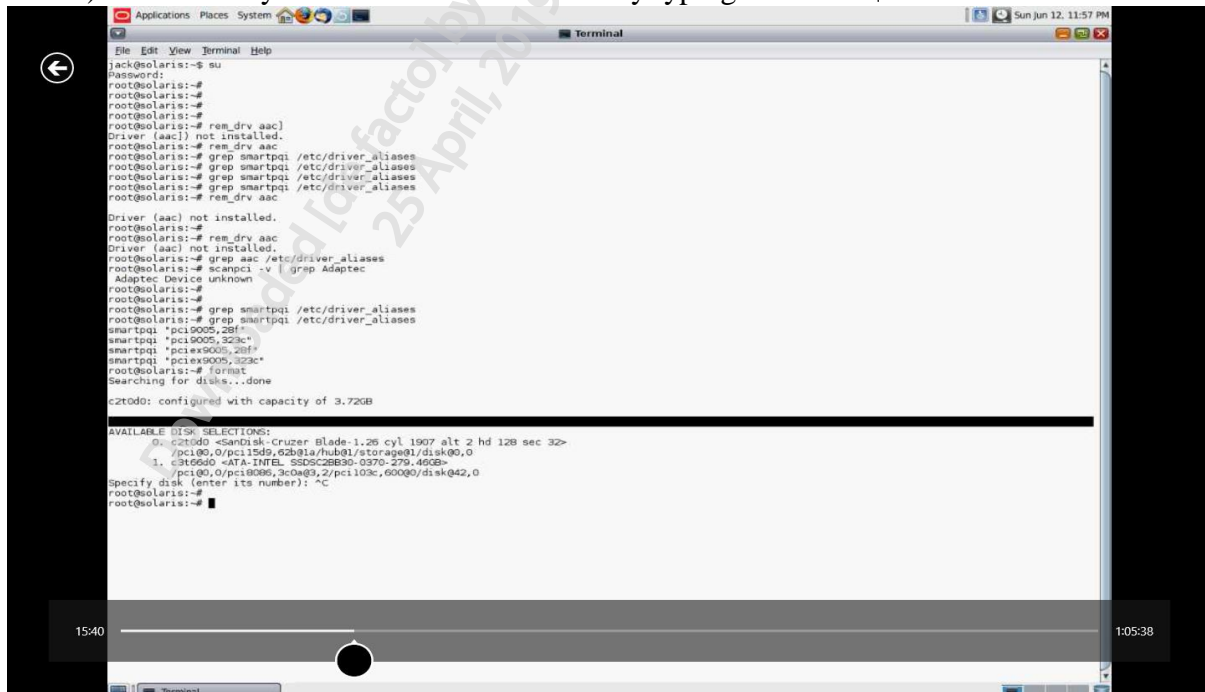 Applications Places System
Sun Jun 12, 11:57 PM
Terminal
File Edit View Terminal Help
jack@solaris:~$ su
Password:
root@solaris:~#
root@solaris:~#
root@solaris:~#
root@solaris:~#
root@solaris:~# rem_drv aac]
Driver (aac]) not installed.
root@solaris:~# rem_drv aac
root@solaris:~# grep smartpqi /etc/driver_aliases
root@solaris:~# grep smartpqi /etc/driver_aliases
root@solaris:~# grep smartpqi /etc/driver_aliases
root@solaris:~# grep smartpqi /etc/driver_aliases
root@solaris:~# rem_drv aac
Driver (aac) not installed.
root@solaris:~#
root@solaris:~# rem_drv aac
Driver (aac) not installed.
root@solaris:~# grep aac /etc/driver_aliases
root@solaris:~# scanpci -v | grep Adaptec
Adaptec Device unknown
root@solaris:~#
root@solaris:~#
root@solaris:~# grep smartpqi /etc/driver_aliases
root@solaris:~# grep smartpqi /etc/driver_aliases
smartpqi "pci9005,28f"
smartpqi "pci9005,323c"
smartpqi "pciex9005,28f"
smartpqi "pciex9005,323c"
root@solaris:~# format
Searching for disks...done
c2t0d0: configured with capacity of 3.72GB
AVAILABLE DISK SELECTIONS:
0. c2t0d0 <SanDisk-Cruzer Blade-1.26 cyl 1907 alt 2 hd 128 sec 32>
/pci@0,0/pci15d9,62b@1a/hub@1/storage@1/disk@0,0
1. c3t66d0 <ATA-INTEL SSDSC2BB30-0370-279.46GB>
/pci@0,0/pci8086,3c0a@3,2/pci103c,600@0/disk@42,0
Specify disk (enter its number): ^C
root@solaris:~#
root@solaris:~#
15:40
1:05:38
Terminal
Downloaded [by
25 April, 2019